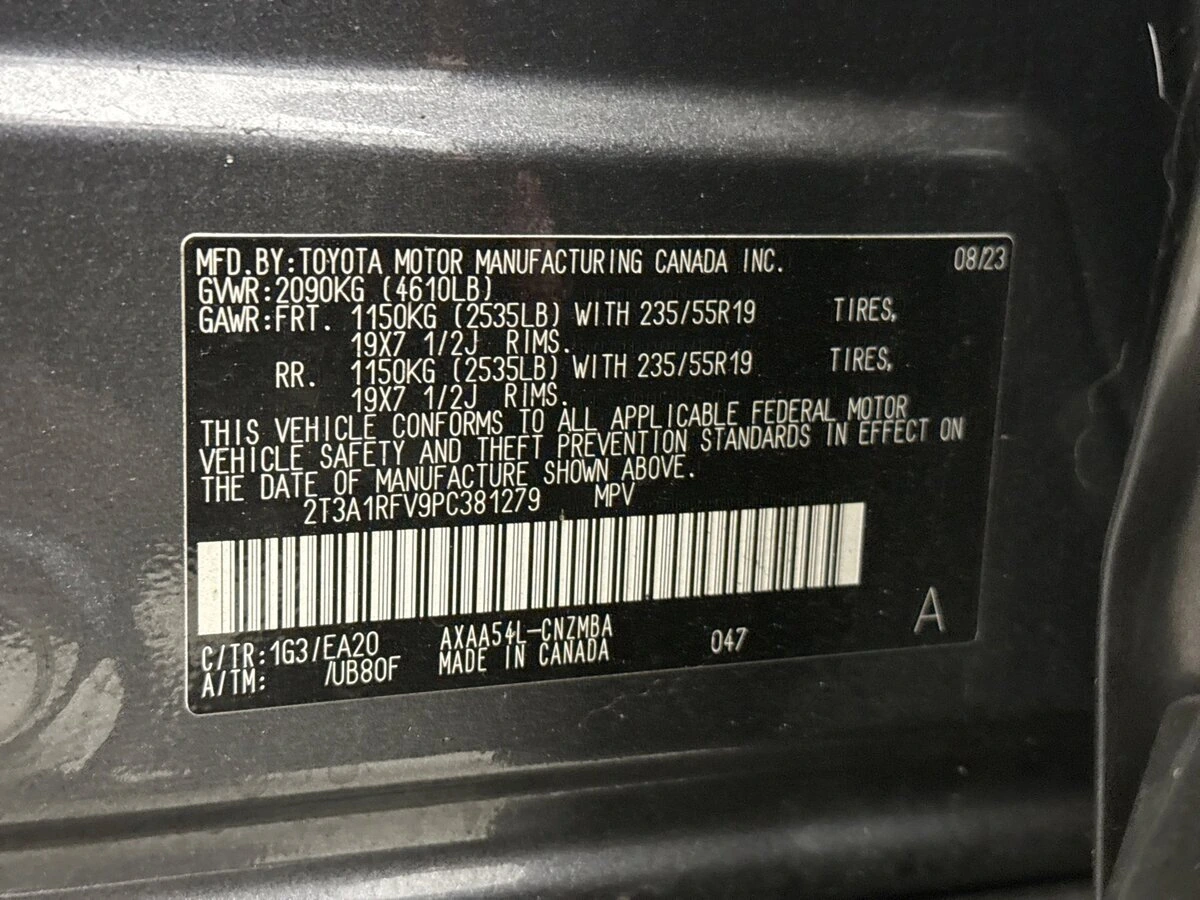 MFD.BY:TOYOTA MOTOR MANUFACTURING CANADA INC. 08/23
GVWR:2090KG (4610LB)
GAWR:FRT. 1150KG (2535LB) WITH 235/55R19 TIRES,
19X7 1/2J RIMS.
RR. 1150KG (2535LB) WITH 235/55R19 TIRES,
19X7 1/2J RIMS.
THIS VEHICLE CONFORMS TO ALL APPLICABLE FEDERAL MOTOR
VEHICLE SAFETY AND THEFT PREVENTION STANDARDS IN EFFECT ON
THE DATE OF MANUFACTURE SHOWN ABOVE.
2T3A1RFV9PC381279 MPV
A
C/TR:1G3/EA20 AXAA54L-CNZMBA 047
A/TM: /UB80F MADE IN CANADA